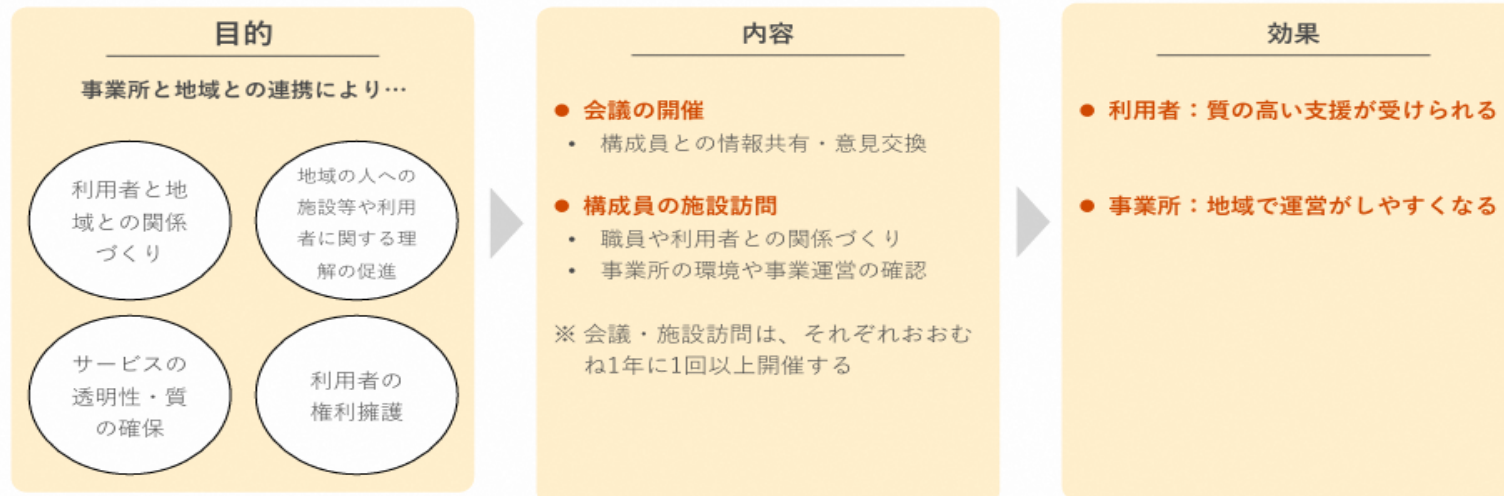 目的
事業所と地域との連携により…
利用者と地
域との関係
づくり
地域の人への
施設等や利用
者に関する理
解の促進
サービスの
透明性・質
の確保
利用者の
権利擁護
内容
● 会議の開催
• 構成員との情報共有・意見交換
● 構成員の施設訪問
• 職員や利用者との関係づくり
• 事業所の環境や事業運営の確認
※ 会議・施設訪問は、それぞれおおむ
ね1年に1回以上開催する
効果
● 利用者：質の高い支援が受けられる
● 事業所：地域で運営がしやすくなる